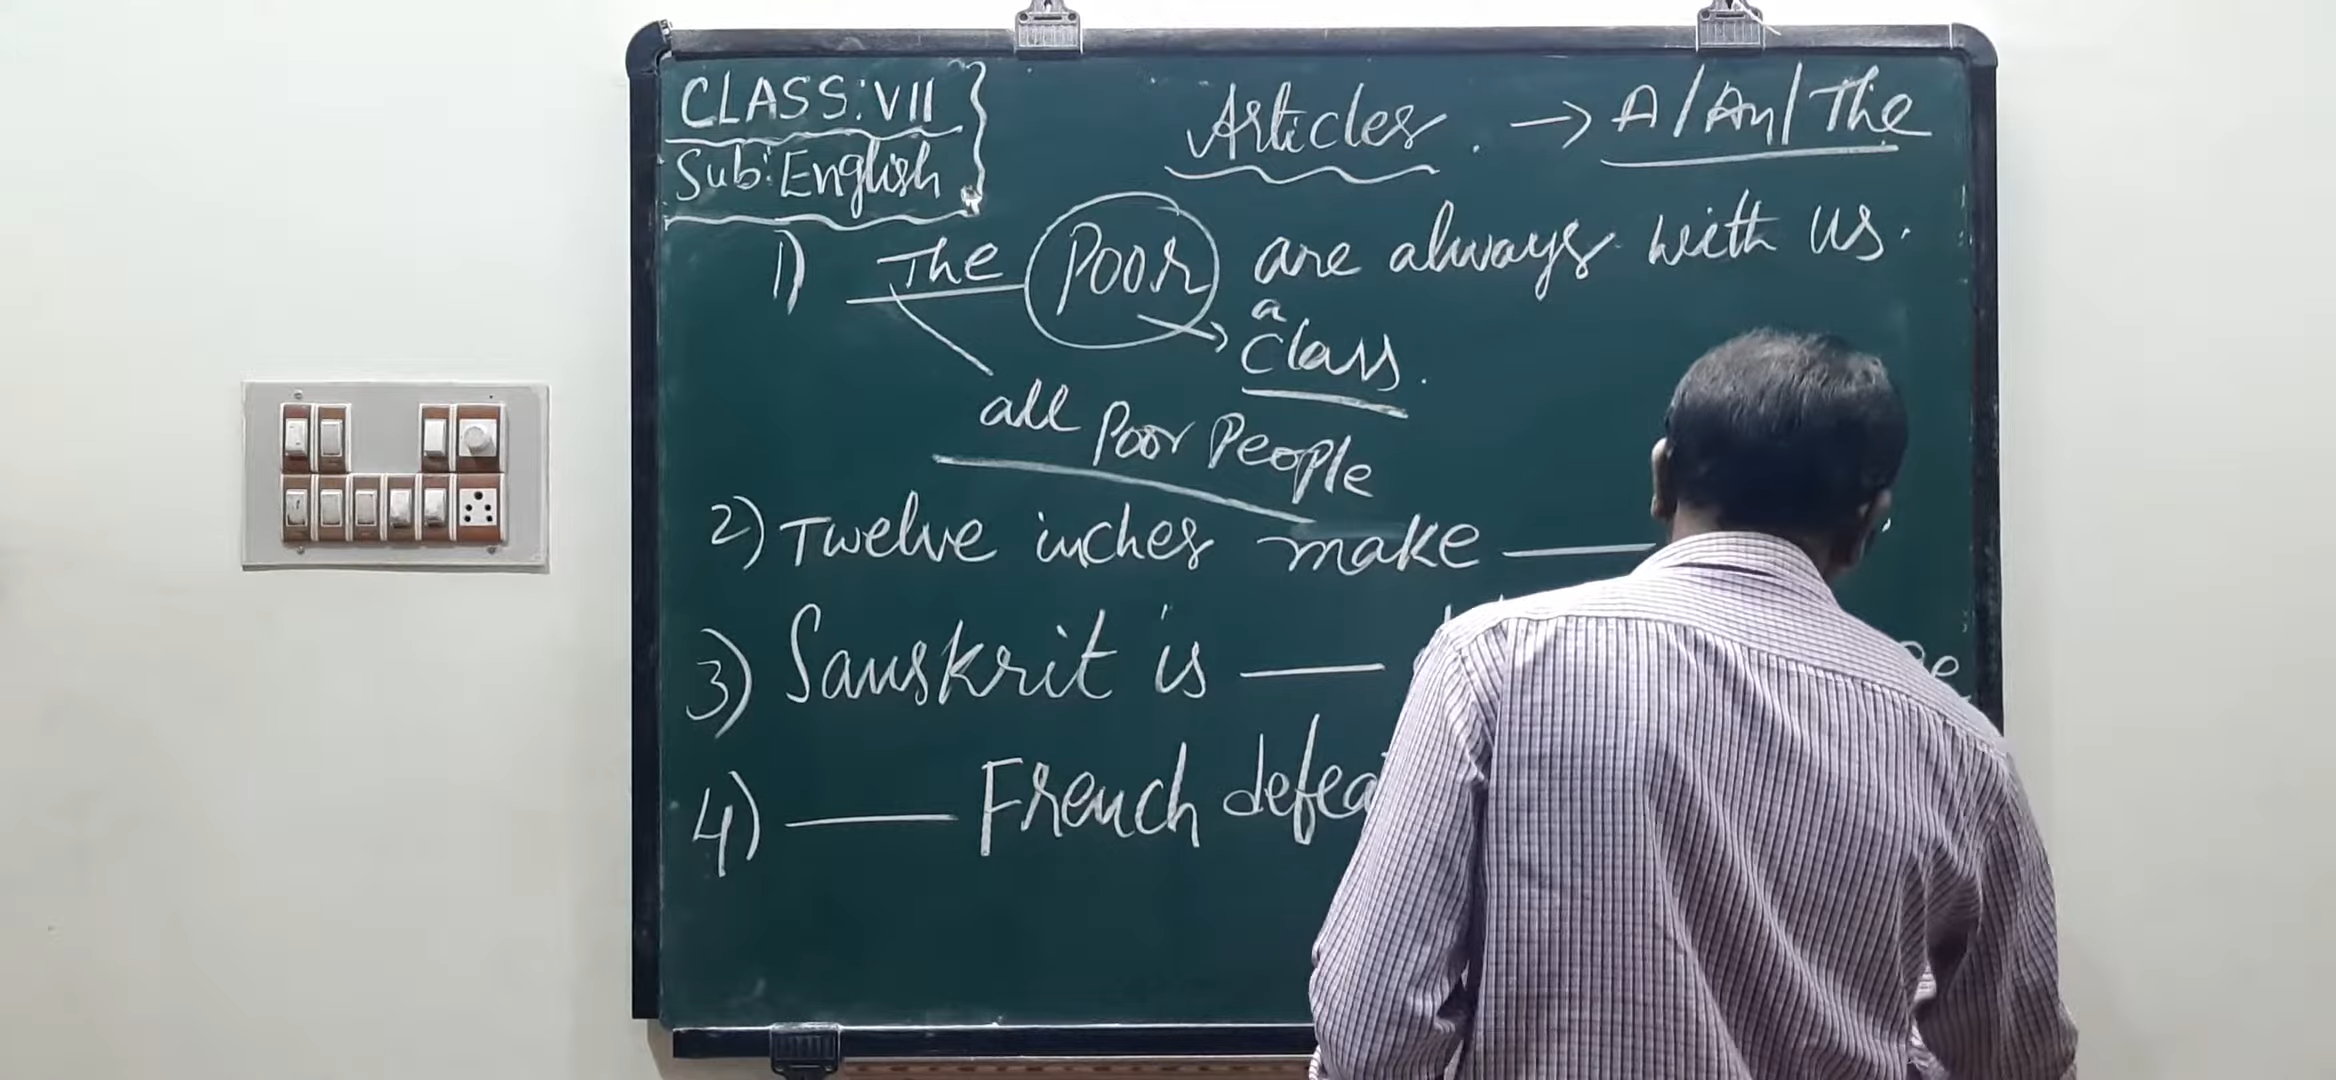 CLASS: VII
Sub: English
Articles. → A/An/The
1) The Poor are always with us.
a
Class.
all Poor People
2) Twelve inches make ——
3) Sanskrit is ——
4) —— French